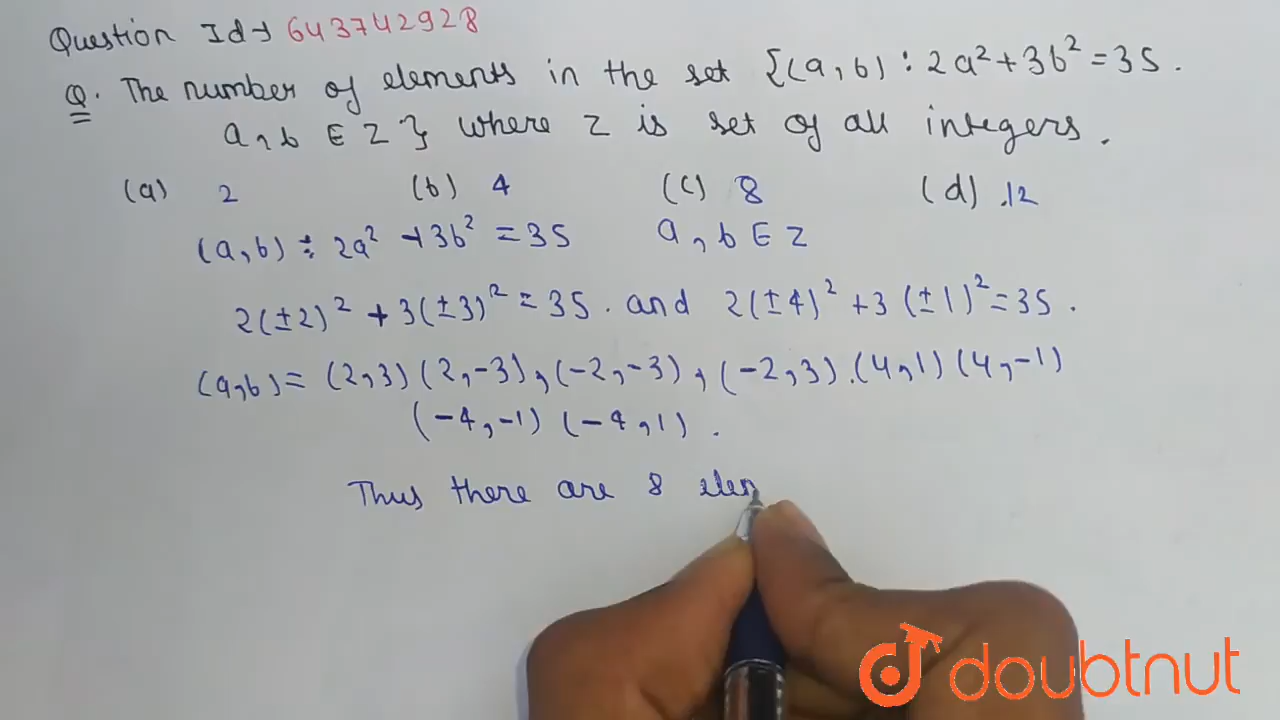 Question Id→ 643742928
Q. The number of elements in the set {(a,b) : 2a²+3b²=35.
a,b ∈ Z} where Z is set of all integers.
(a) 2 (b) 4 (c) 8 (d) .12
(a,b) : 2a² + 3b² = 35 a,b ∈ Z
2(±2)² + 3(±3)² = 35. and 2(±4)² + 3(±1)² = 35.
(a,b) = (2,3) (2,-3), (-2,-3), (-2,3). (4,1) (4,-1)
(-4,-1) (-4,1).
Thus there are 8 elem
doubtnut